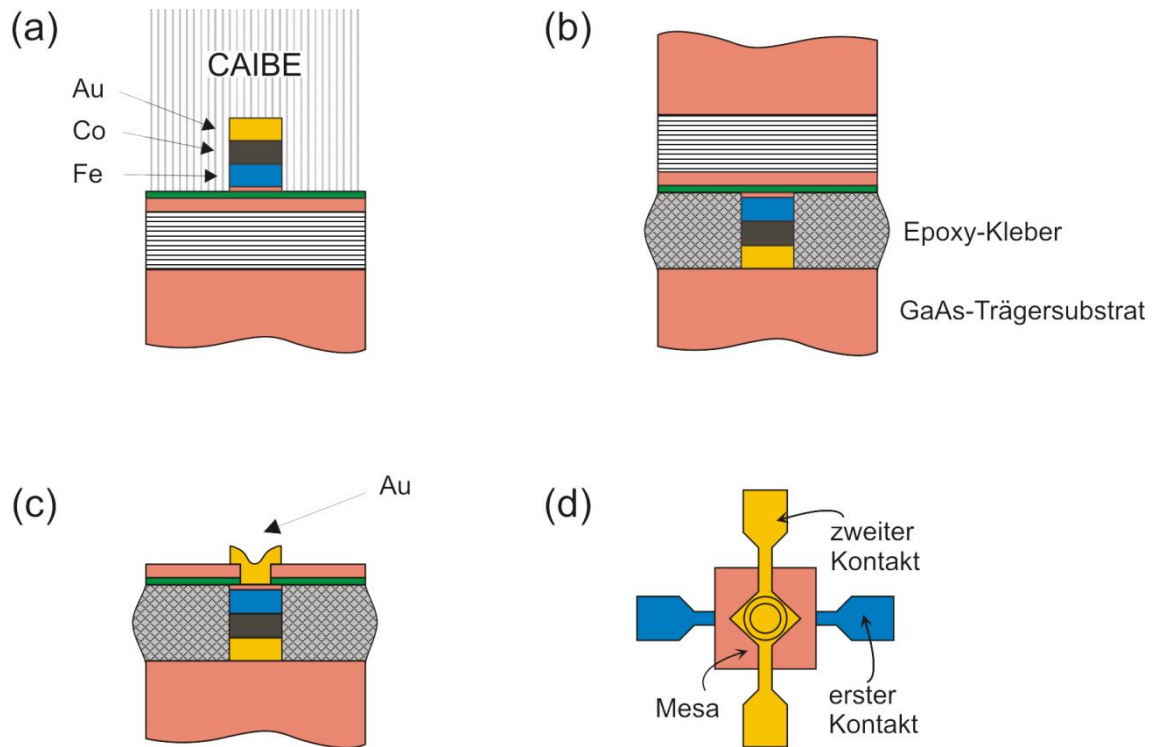 (a)
CAIBE
Au
Co
Fe
(b)
Epoxy-Kleber
GaAs-Trägersubstrat
(c)
Au
(d)
zweiter
Kontakt
Mesa
erster
Kontakt